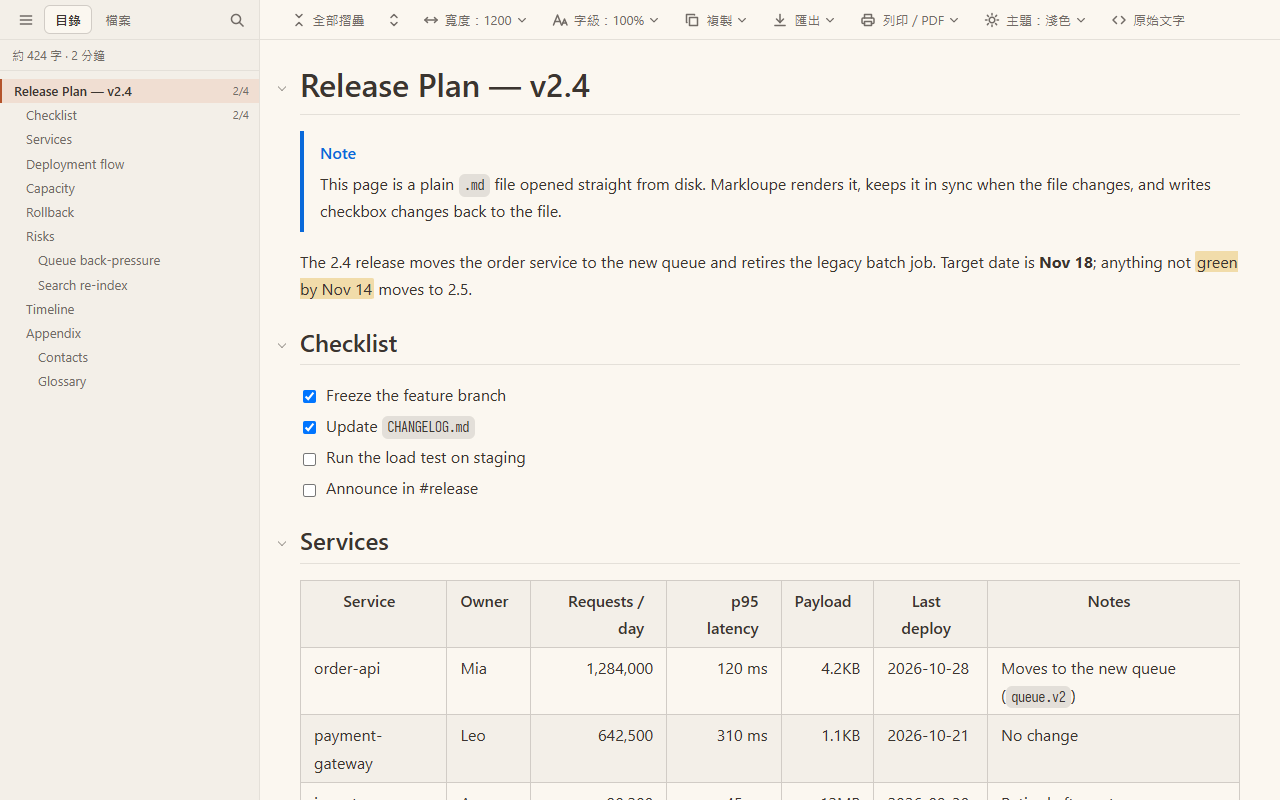 目錄 檔案
全部摺疊 寬度：1200 字級：100% 複製 匯出 列印 / PDF 主題：淺色 原始文字
約 424 字 · 2 分鐘
Release Plan — v2.4 2/4
Checklist 2/4
Services
Deployment flow
Capacity
Rollback
Risks
Queue back-pressure
Search re-index
Timeline
Appendix
Contacts
Glossary
Release Plan — v2.4
Note
This page is a plain .md file opened straight from disk. Markloupe renders it, keeps it in sync when the file changes, and writes
checkbox changes back to the file.
The 2.4 release moves the order service to the new queue and retires the legacy batch job. Target date is Nov 18; anything not green
by Nov 14 moves to 2.5.
Checklist
Freeze the feature branch
Update CHANGELOG.md
Run the load test on staging
Announce in #release
Services
Service Owner Requests / p95 Payload Last Notes
day latency deploy
order-api Mia 1,284,000 120 ms 4.2KB 2026-10-28 Moves to the new queue
(queue.v2)
payment- Leo 642,500 310 ms 1.1KB 2026-10-21 No change
gateway